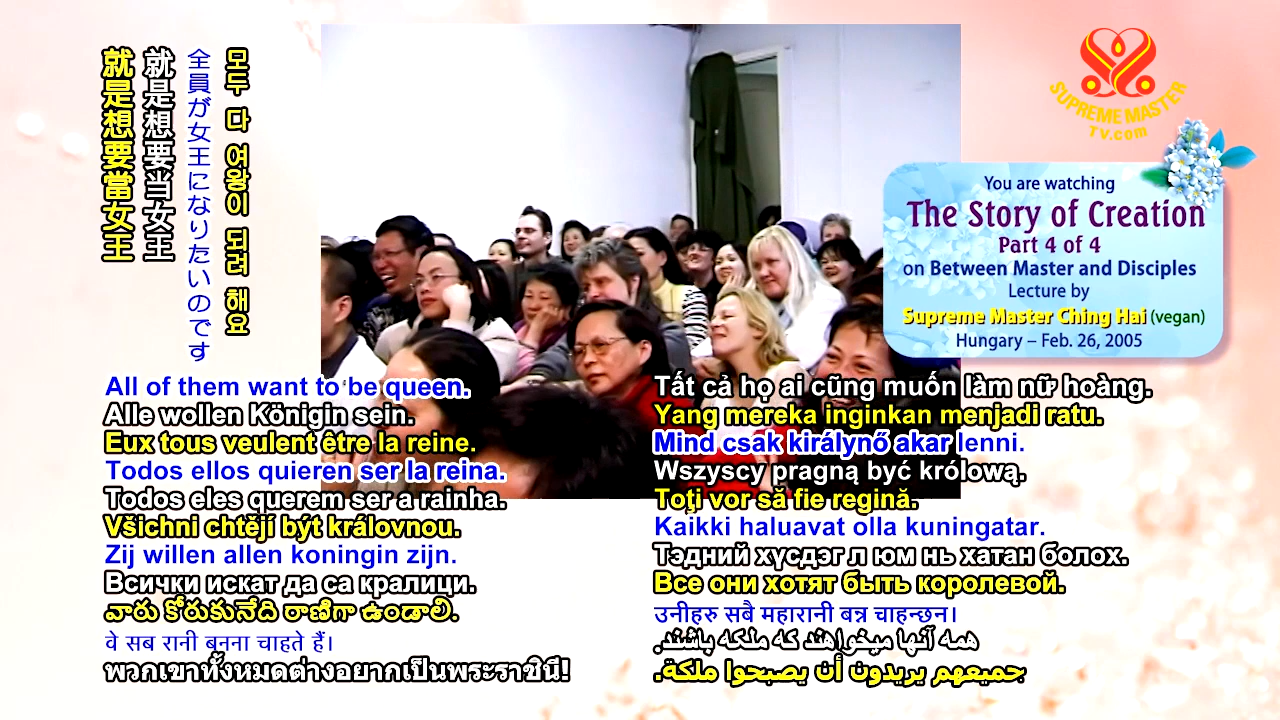 就是想要當女王
就是想要当女王
全員が女王になりたいのです
모두 다 여왕이 되려 해요
SUPREME MASTER
TV.com
You are watching
The Story of Creation
Part 4 of 4
on Between Master and Disciples
Lecture by
Supreme Master Ching Hai (vegan)
Hungary – Feb. 26, 2005
All of them want to be queen.
Alle wollen Königin sein.
Eux tous veulent être la reine.
Todos ellos quieren ser la reina.
Todos eles querem ser a rainha.
Všichni chtějí být královnou.
Zij willen allen koningin zijn.
Всички искат да са кралици.
వారు కోరుకునేది రాణిగా ఉండాలి.
वे सब रानी बनना चाहते हैं।
พวกเขาทั้งหมดต่างอยากเป็นพระราชินี!
Tất cả họ ai cũng muốn làm nữ hoàng.
Yang mereka inginkan menjadi ratu.
Mind csak királynő akar lenni.
Wszyscy pragną być królową.
Toţi vor să fie regină.
Kaikki haluavat olla kuningatar.
Тэдний хүсдэг л юм нь хатан болох.
Все они хотят быть королевой.
उनीहरु सबै महारानी बन्न चाहन्छन।
همه آنها میخواهند که ملکه باشند.
جميعهم يريدون أن يصبحوا ملكة.